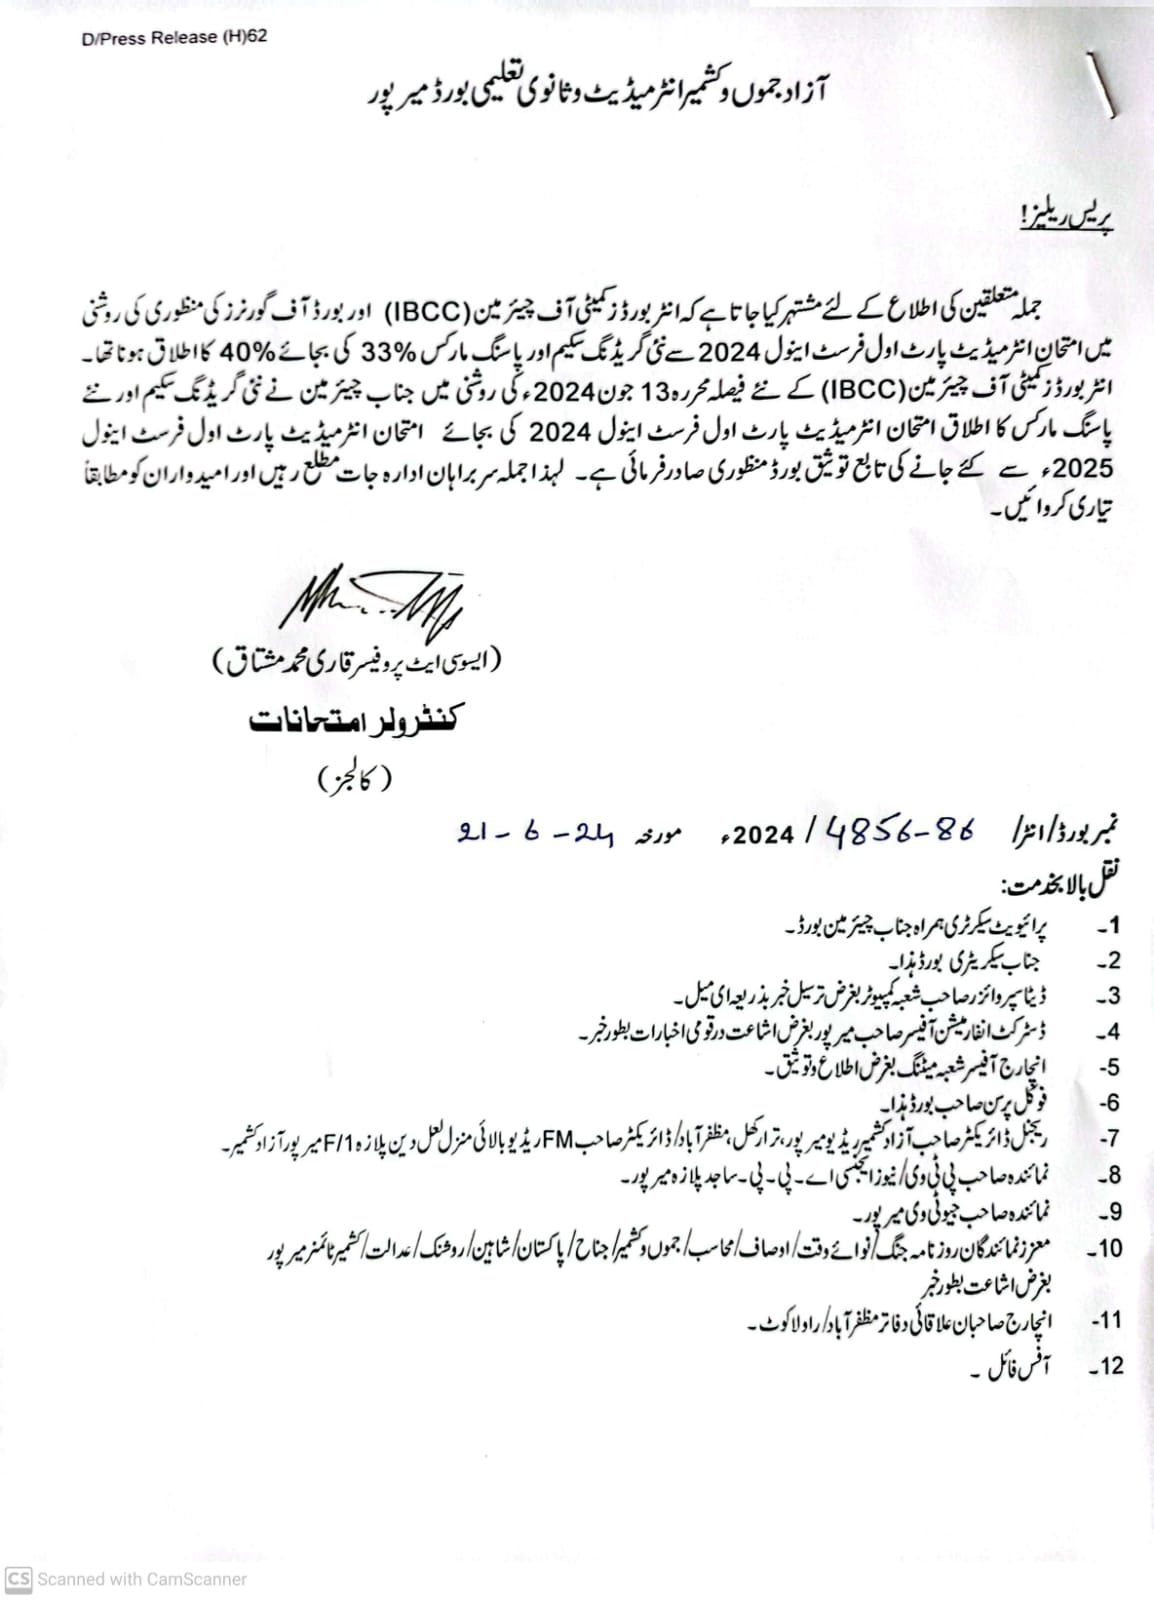 D/Press Release (H)62
آزاد جموں و کشمیر انٹرمیڈیٹ و ثانوی تعلیمی بورڈ میرپور
پریس ریلیز!
جملہ متعلقین کی اطلاع کے لئے مشتہر کیا جاتا ہے کہ انٹر بورڈز کمیٹی آف چیئرمین (IBCC) اور بورڈ آف گورنرز کی منظوری کی روشنی
میں امتحان انٹرمیڈیٹ پارٹ اول فرسٹ اینول 2024 سے نئی گریڈنگ سکیم اور پاسنگ مارکس %33 کی بجائے %40 کا اطلاق ہونا تھا۔
انٹر بورڈز کمیٹی آف چیئرمین (IBCC) کے نئے فیصلہ محررہ 13 جون 2024ء کی روشنی میں جناب چیئرمین نے نئی گریڈنگ سکیم اور نئے
پاسنگ مارکس کا اطلاق امتحان انٹرمیڈیٹ پارٹ اول فرسٹ اینول 2024 کی بجائے امتحان انٹرمیڈیٹ پارٹ اول فرسٹ اینول
2025ء سے کئے جانے کی تابع توثیق بورڈ منظوری صادر فرمائی ہے۔ لہذا جملہ سربراہان ادارہ جات مطلع رہیں اور امیدواران کو مطابقاً
تیاری کروائیں۔
(ایسوسی ایٹ پروفیسر قاری محمد مشتاق)
کنٹرولر امتحانات
(کالجز)
نمبر بورڈ/انٹر/ 4856-86 /2024ء مورخہ 21-6-24
نقل بالا بخدمت:
1- پرائیویٹ سیکرٹری ہمراہ جناب چیئرمین بورڈ۔
2- جناب سیکریٹری بورڈ ہذا۔
3- ڈیٹا سپروائزر صاحب شعبہ کمپیوٹر بغرض ترسیل خبر بذریعہ ای میل۔
4- ڈسٹرکٹ انفارمیشن آفیسر صاحب میرپور بغرض اشاعت در قومی اخبارات بطور خبر۔
5- انچارج آفیسر شعبہ میٹنگ بغرض اطلاع و توثیق۔
6- فوکل پرسن صاحب بورڈ ہذا۔
7- ریجنل ڈائریکٹر صاحب آزاد کشمیر ریڈیو میرپور، تراڑکھل، مظفرآباد/ڈائریکٹر صاحب FM ریڈیو بالائی منزل لعل دین پلازہ F/1 میرپور آزاد کشمیر۔
8- نمائندہ صاحب پی ٹی وی/نیوز ایجنسی اے۔پی۔پی۔ساجد پلازہ میرپور۔
9- نمائندہ صاحب جیو ٹی وی میرپور۔
10- معزز نمائندگان روزنامہ جنگ/نوائے وقت/اوصاف/محاسب/جموں و کشمیر/جناح/پاکستان/شاہین/روشنک/عدالت/کشمیر ٹائمنر میرپور
بغرض اشاعت بطور خبر
11- انچارج صاحبان علاقائی دفاتر مظفرآباد/راولاکوٹ۔
12- آفس فائل ۔
CS Scanned with CamScanner